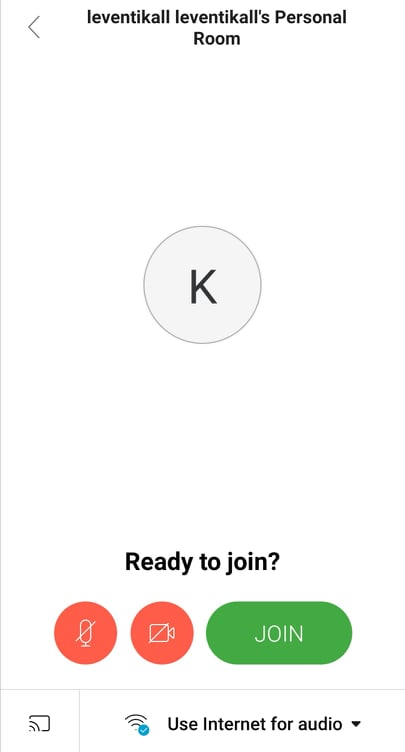 leventikall leventikall's Personal
Room
K
Ready to join?
JOIN
Use Internet for audio